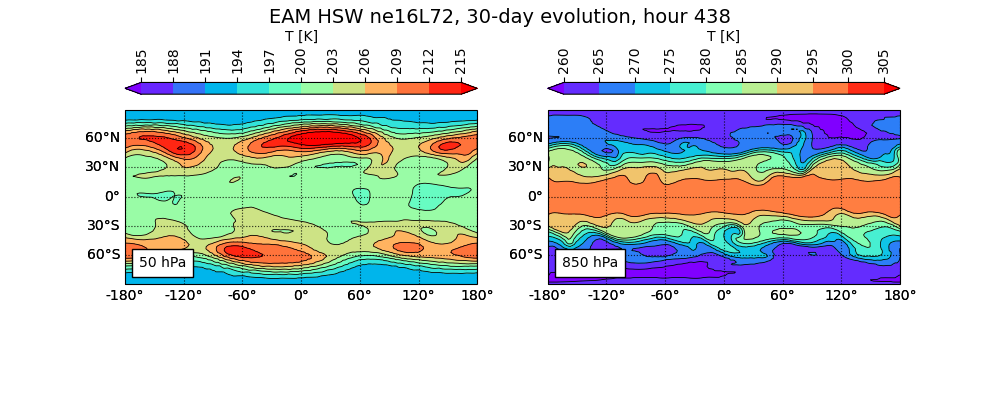 EAM HSW ne16L72, 30-day evolution, hour 438
T [K]
185 188 191 194 197 200 203 206 209 212 215
60°N
30°N
0°
30°S
60°S
50 hPa
-180° -120° -60° 0° 60° 120° 180°
T [K]
260 265 270 275 280 285 290 295 300 305
60°N
30°N
0°
30°S
60°S
850 hPa
-180° -120° -60° 0° 60° 120° 180°